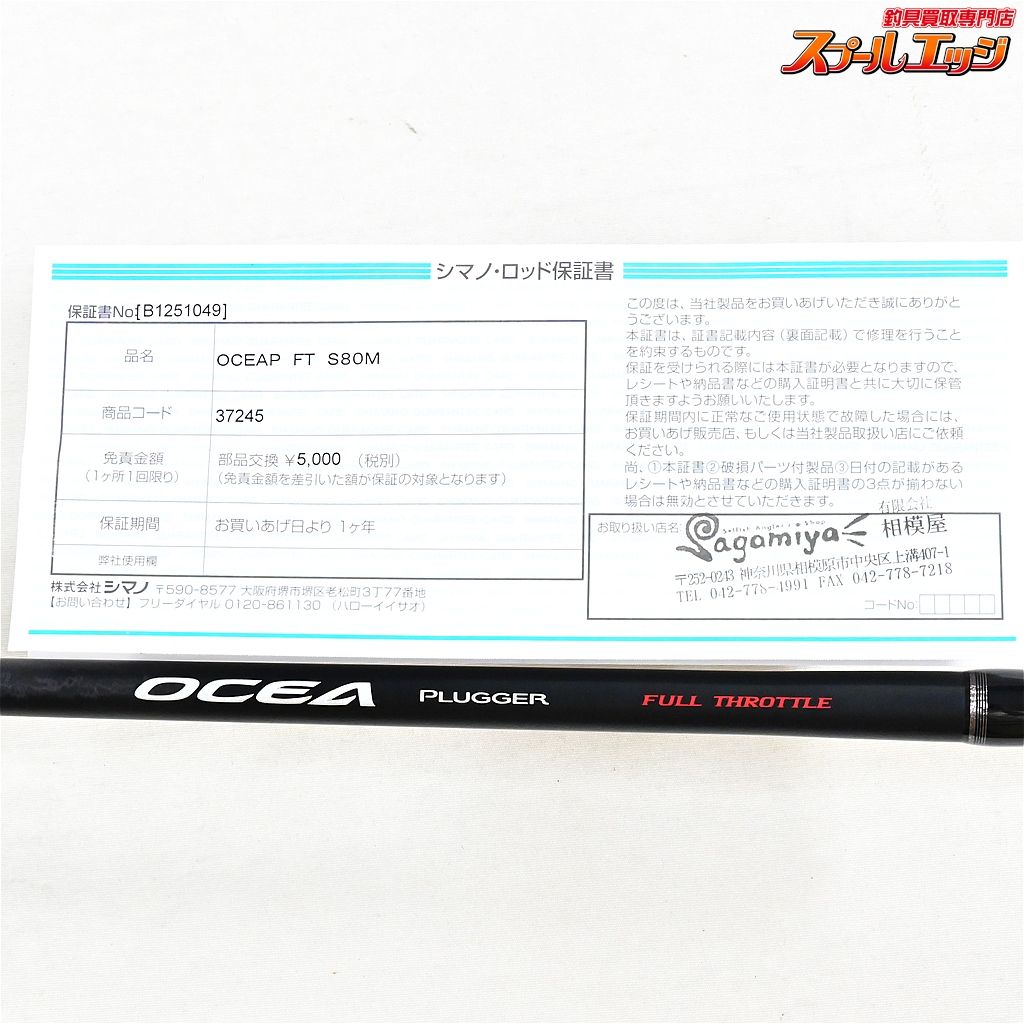 釣具買取専門店
スプールエッジ
シマノ・ロッド保証書
保証書No:[B1251049]
品名 OCEAP FT S80M
商品コード 37245
免責金額 部品交換 ¥5,000 (税別)
(1ヶ所1回限り) (免責金額を差引いた額が保証の対象となります)
保証期間 お買いあげ日より 1ヶ年
弊社使用欄
株式会社シマノ 〒590-8577 大阪府堺市堺区老松町3丁77番地
【お問い合わせ】フリーダイヤル 0120-861130 (ハローイイサオ)
この度は、当社製品をお買いあげいただき誠にありがと
うございます。
本証書は、証書記載内容(裏面記載)で修理を行うこと
を約束するものです。
保証を受けられる際には本証書が必要となりますので、
レシートや納品書などの購入証明書と共に大切に保管
頂きますようお願いいたします。
保証期間内に正常なご使用状態で故障した場合には、
お買いあげ販売店、もしくは当社製品取扱い店にご依頼
ください。
尚、①本証書②破損パーツ付製品③日付の記載がある
レシートや納品書などの購入証明書の3点が揃わない
場合は無効とさせていただきます。
お取り扱い店名:
Selfish Angler's Shop
Sagamiya
有限会社
相模屋
〒252-0243 神奈川県相模原市中央区上溝407-1
TEL 042-778-4991 FAX 042-778-7218
コードNo:
OCEA PLUGGER FULL THROTTLE